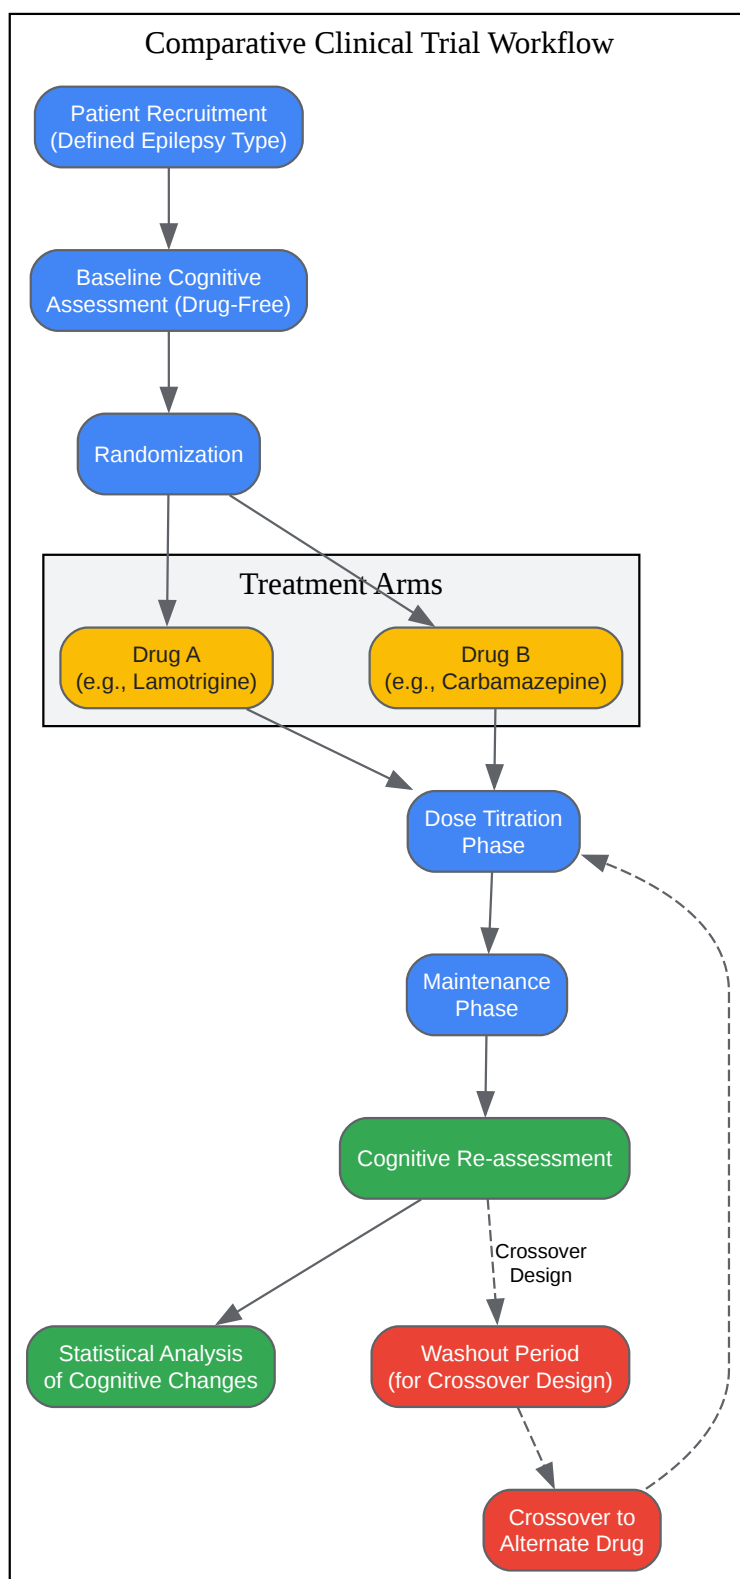 Comparative Clinical Trial Workflow
Patient Recruitment
(Defined Epilepsy Type)
Baseline Cognitive
Assessment (Drug-Free)
Randomization
Treatment Arms
Drug A
(e.g., Lamotrigine)
Drug B
(e.g., Carbamazepine)
Dose Titration
Phase
Maintenance
Phase
Cognitive Re-assessment
Crossover
Design
Statistical Analysis
of Cognitive Changes
Washout Period
(for Crossover Design)
Crossover to
Alternate Drug